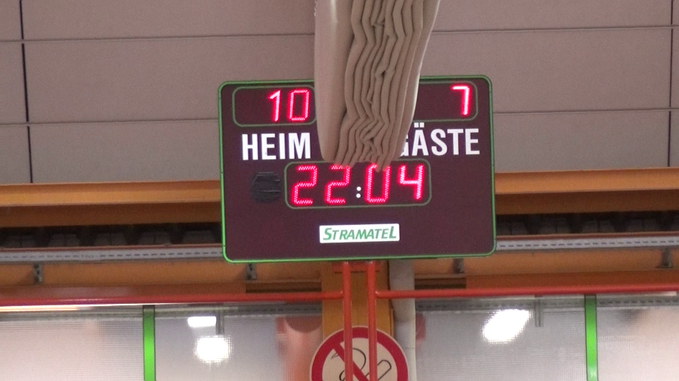 10 7
HEIM GÄSTE
22:04
STRAMATEL